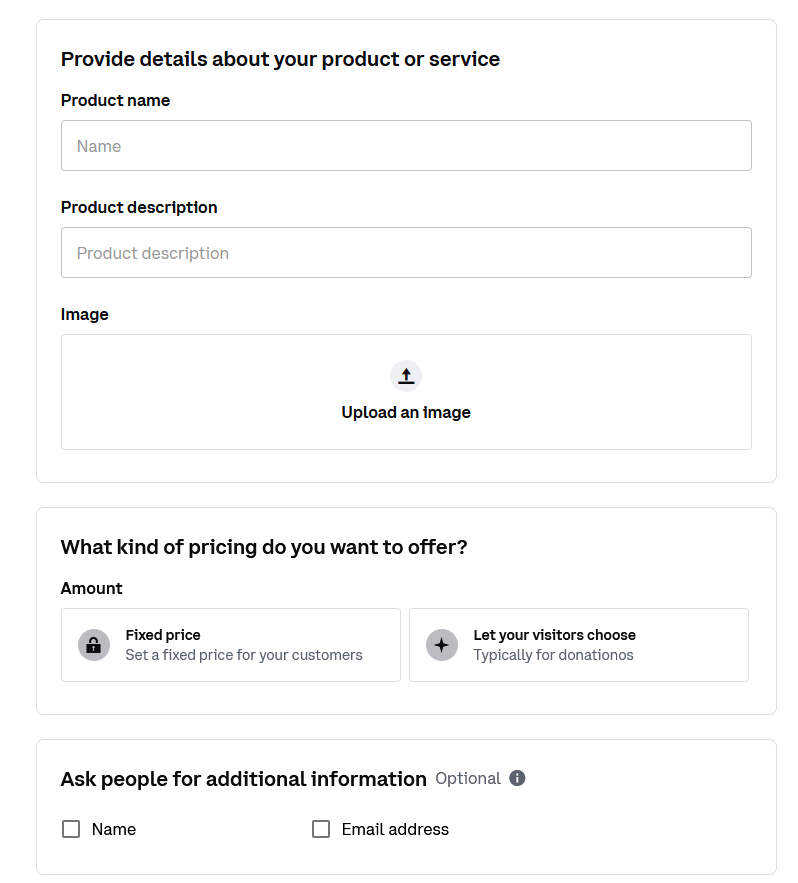 Provide details about your product or service
Product name
Name
Product description
Product description
Image
Upload an image
What kind of pricing do you want to offer?
Amount
Fixed price
Set a fixed price for your customers
Let your visitors choose
Typically for donationos
Ask people for additional information Optional
Name
Email address